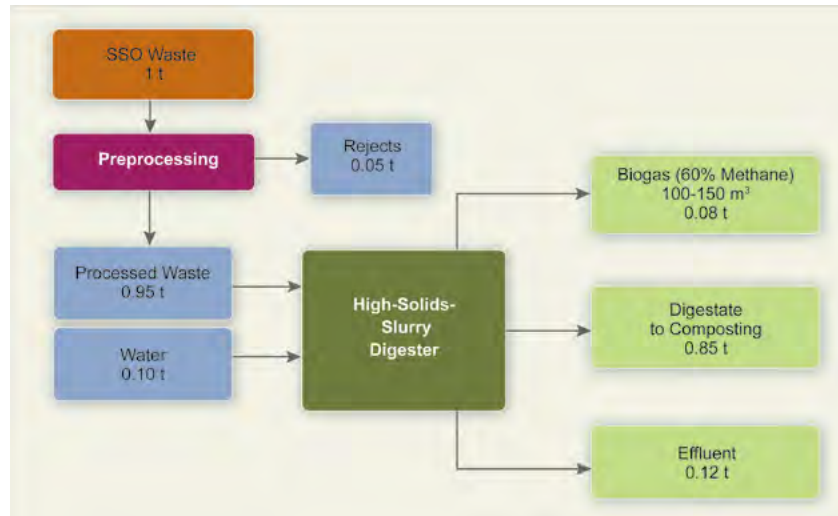 SSO Waste
1 t
Preprocessing
Rejects
0.05 t
Biogas (60% Methane)
100-150 m³
0.08 t
Processed Waste
0.95 t
High-Solids-
Slurry
Digester
Digestate
to Composting
0.85 t
Water
0.10 t
Effluent
0.12 t